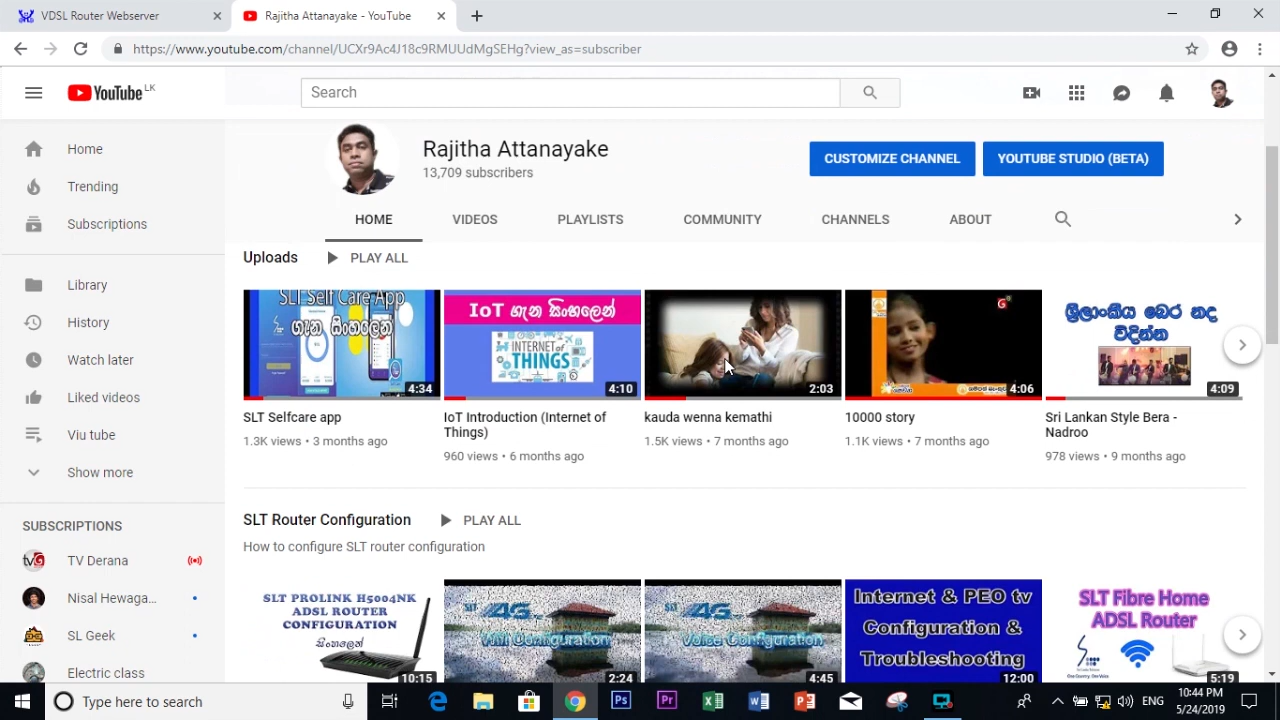 VDSL Router Webserver
Rajitha Attanayake - YouTube
https://www.youtube.com/channel/UCXr9Ac4J18c9RMUUdMgSEHg?view_as=subscriber
YouTube LK
Search
Home
Trending
Subscriptions
Library
History
Watch later
Liked videos
Viu tube
Show more
SUBSCRIPTIONS
TV Derana
Nisal Hewaga...
SL Geek
Electric class
Rajitha Attanayake
13,709 subscribers
CUSTOMIZE CHANNEL
YOUTUBE STUDIO (BETA)
HOME VIDEOS PLAYLISTS COMMUNITY CHANNELS ABOUT
Uploads PLAY ALL
SLT Self Care App
ගැන සිංහලෙන්
4:34
SLT Selfcare app
1.3K views • 3 months ago
IoT ගැන සිංහලෙන්
INTERNET of
THINGS
4:10
IoT Introduction (Internet of
Things)
960 views • 6 months ago
2:03
kauda wenna kemathi
1.5K views • 7 months ago
4:06
10000 story
1.1K views • 7 months ago
ශ්‍රීලාංකීය බෙර නද
විදින්න
4:09
Sri Lankan Style Bera -
Nadroo
978 views • 9 months ago
SLT Router Configuration PLAY ALL
How to configure SLT router configuration
SLT PROLINK H5004NK
ADSL ROUTER
CONFIGURATION
සිංහලෙන්
10:15
SLT 4G
Wifi Configuration
2:24
SLT 4G
Voice Configuration
4:45
Internet & PEO tv
Configuration &
Troubleshooting
12:00
SLT Fibre Home
ADSL Router
5:19
Type here to search
ENG
10:44 PM
5/24/2019